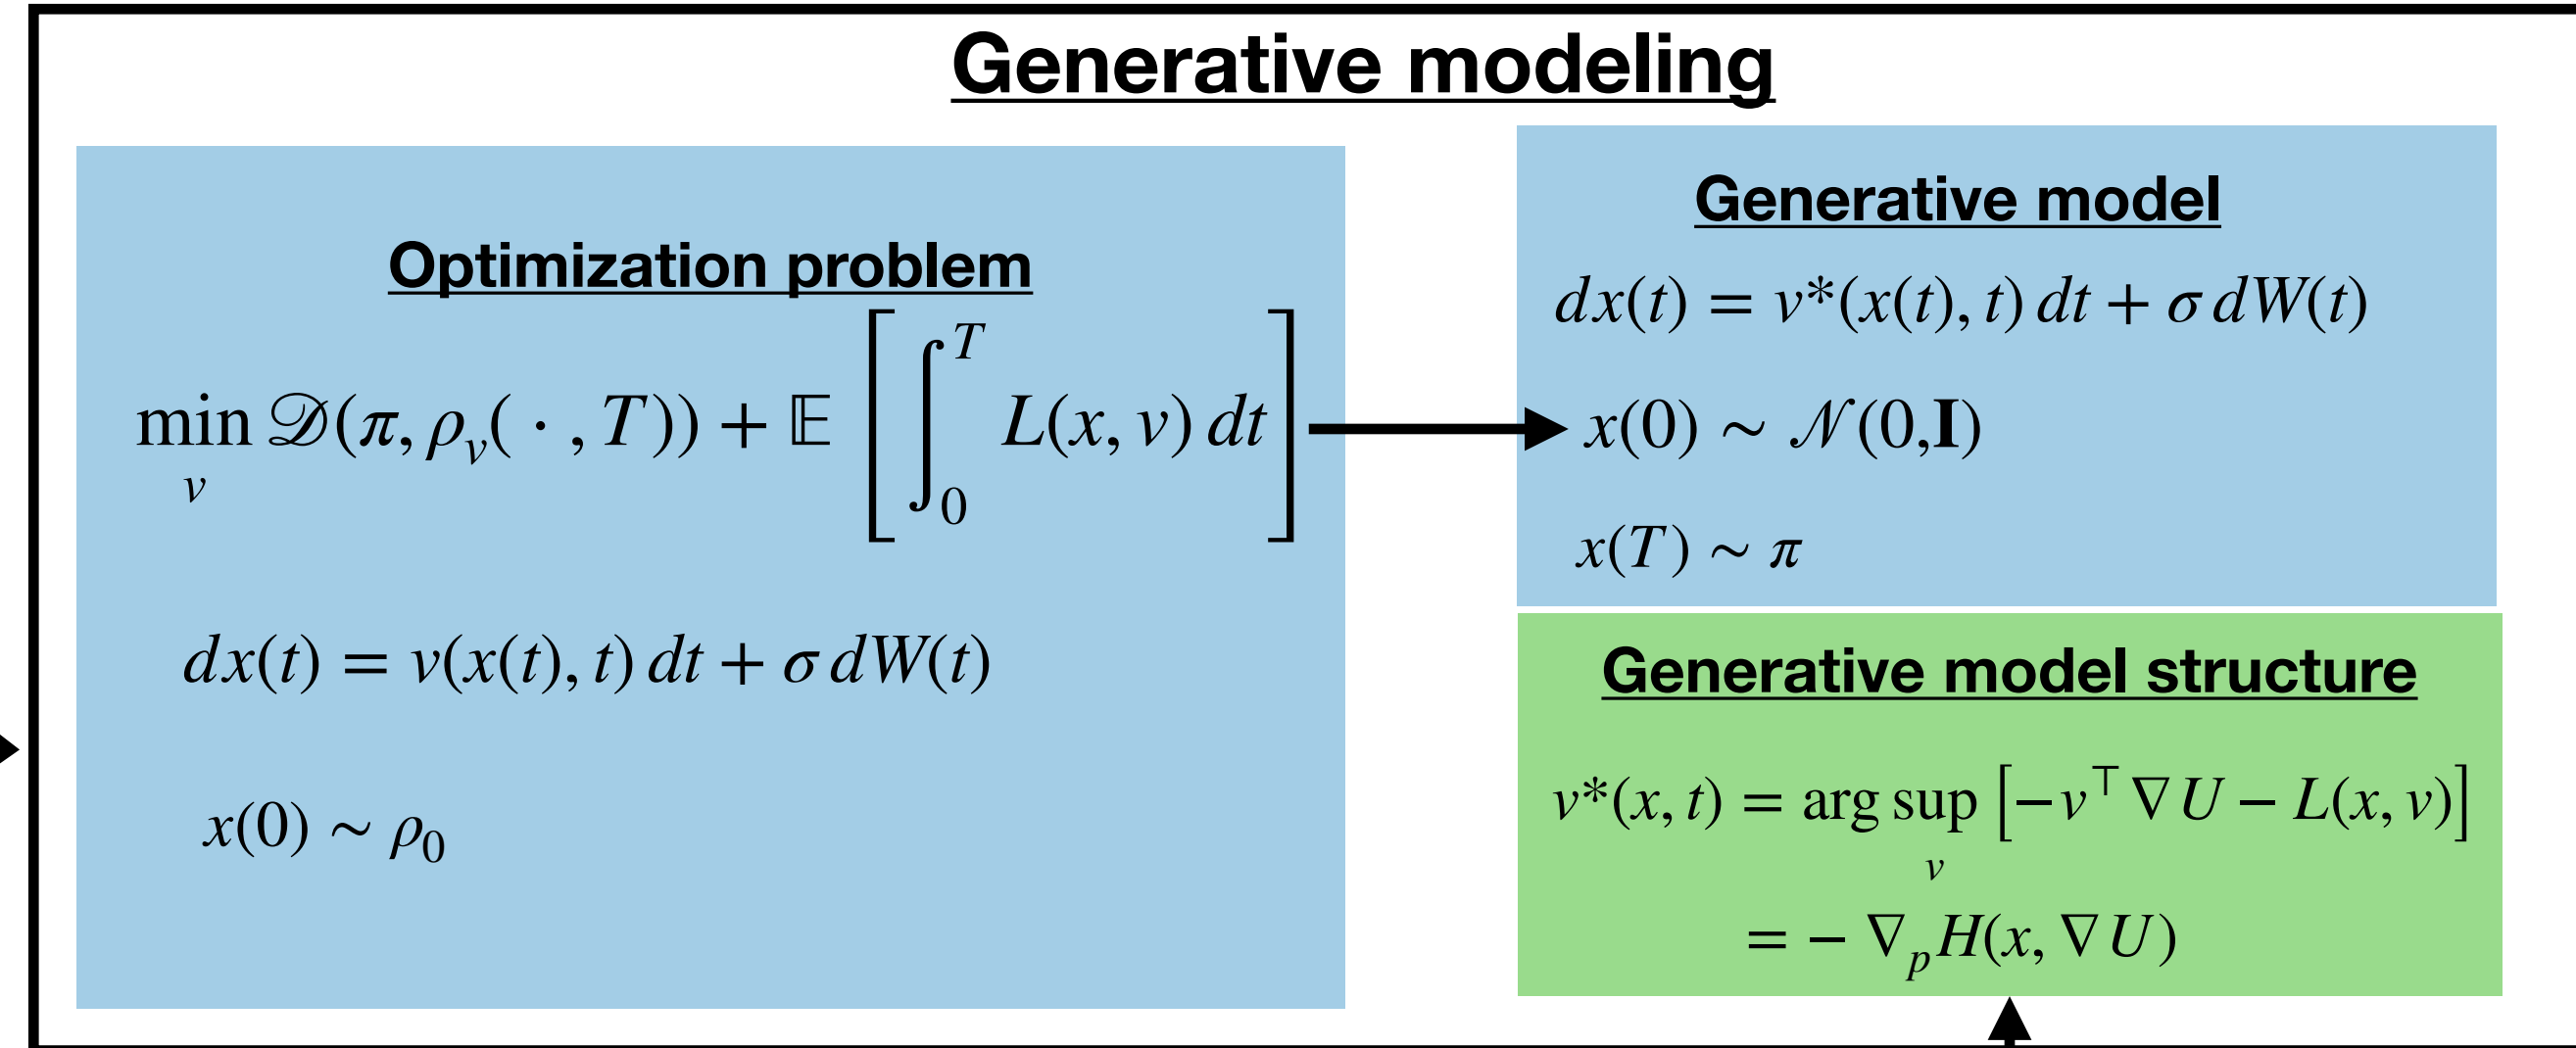 Generative modeling
Optimization problem
min_v 𝒟(π, ρ_v( · , T)) + 𝔼 [∫_0^T L(x, v) dt]
dx(t) = v(x(t), t) dt + σ dW(t)
x(0) ∼ ρ_0
Generative model
dx(t) = v*(x(t), t) dt + σ dW(t)
x(0) ∼ 𝒩(0,𝐈)
x(T) ∼ π
Generative model structure
v*(x, t) = arg sup_v [−v^⊤ ∇U − L(x, v)]
= − ∇_p H(x, ∇U)